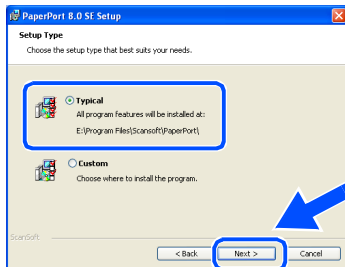 PaperPort 8.0 SE Setup
Setup Type
Choose the setup type that best suits your needs.
Typical
All program features will be installed at:
E:\Program Files\Scansoft\PaperPort\
Custom
Choose where to install the program.
ScanSoft
< Back Next > Cancel